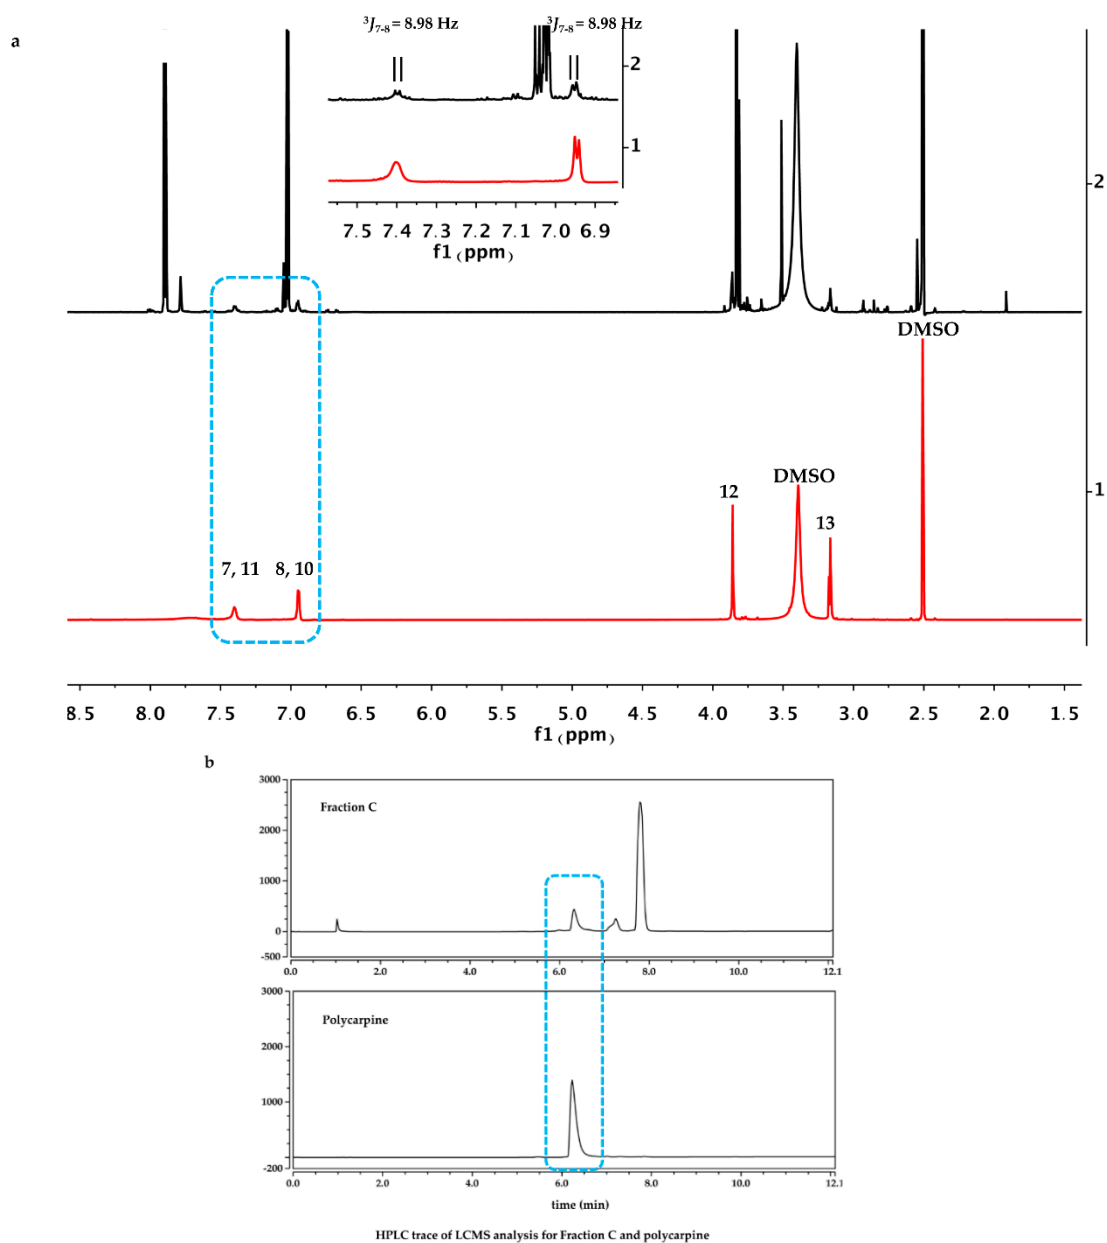 a
³J₇₋₈ = 8.98 Hz ³J₇₋₈ = 8.98 Hz
2
1
7.5 7.4 7.3 7.2 7.1 7.0 6.9
f1 (ppm)
2
DMSO
1
12
DMSO
13
7, 11 8, 10
8.5 8.0 7.5 7.0 6.5 6.0 5.5 5.0 4.5 4.0 3.5 3.0 2.5 2.0 1.5
f1 (ppm)
b
3000
Fraction C
2000
1000
0
-500
0.0 2.0 4.0 6.0 8.0 10.0 12.1
3000
Polycarpine
2000
1000
-200
0.0 2.0 4.0 6.0 8.0 10.0 12.1
time (min)
HPLC trace of LCMS analysis for Fraction C and polycarpine